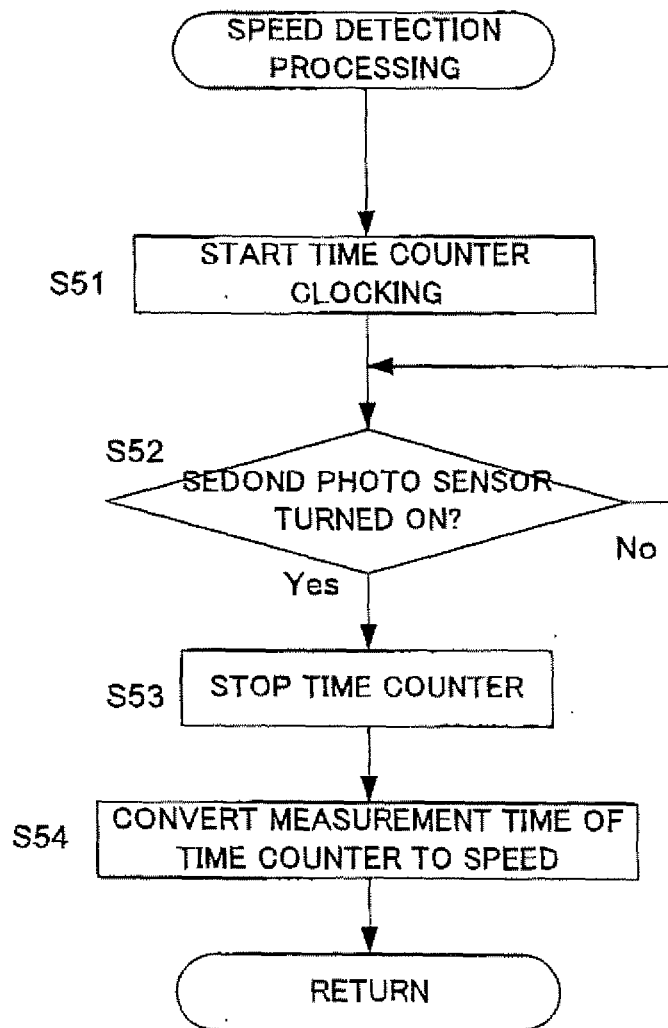 SPEED DETECTION
PROCESSING
S51
START TIME COUNTER
CLOCKING
S52
SEDOND PHOTO SENSOR
TURNED ON?
No
Yes
S53
STOP TIME COUNTER
S54
CONVERT MEASUREMENT TIME OF
TIME COUNTER TO SPEED
RETURN